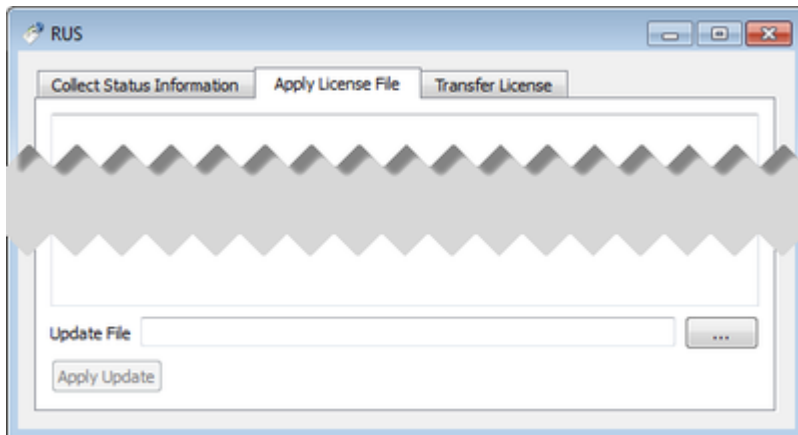 RUS
Collect Status Information Apply License File Transfer License
Update File ...
Apply Update